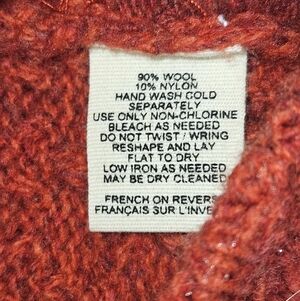 90% WOOL
10% NYLON
HAND WASH COLD
SEPARATELY
USE ONLY NON-CHLORINE
BLEACH AS NEEDED
DO NOT TWIST / WRING
RESHAPE AND LAY
FLAT TO DRY
LOW IRON AS NEEDED
MAY BE DRY CLEANED
FRENCH ON REVERS
FRANÇAIS SUR L'INVE